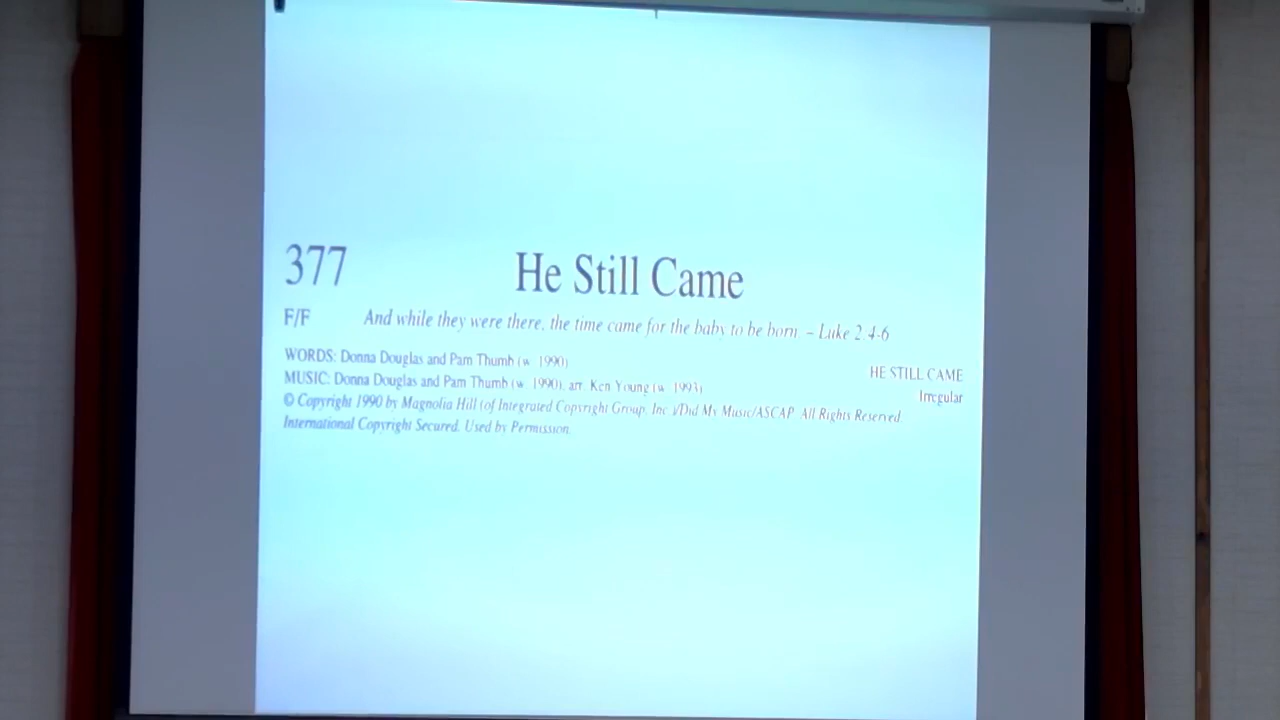 377 He Still Came
F/F And while they were there, the time came for the baby to be born. – Luke 2:4-6
WORDS: Donna Douglas and Pam Thumb (w. 1990)
MUSIC: Donna Douglas and Pam Thumb (w. 1990), arr. Ken Young (w. 1993)
HE STILL CAME
Irregular
© Copyright 1990 by Magnolia Hill (of Integrated Copyright Group, Inc.)/Did My Music/ASCAP. All Rights Reserved.
International Copyright Secured. Used by Permission.